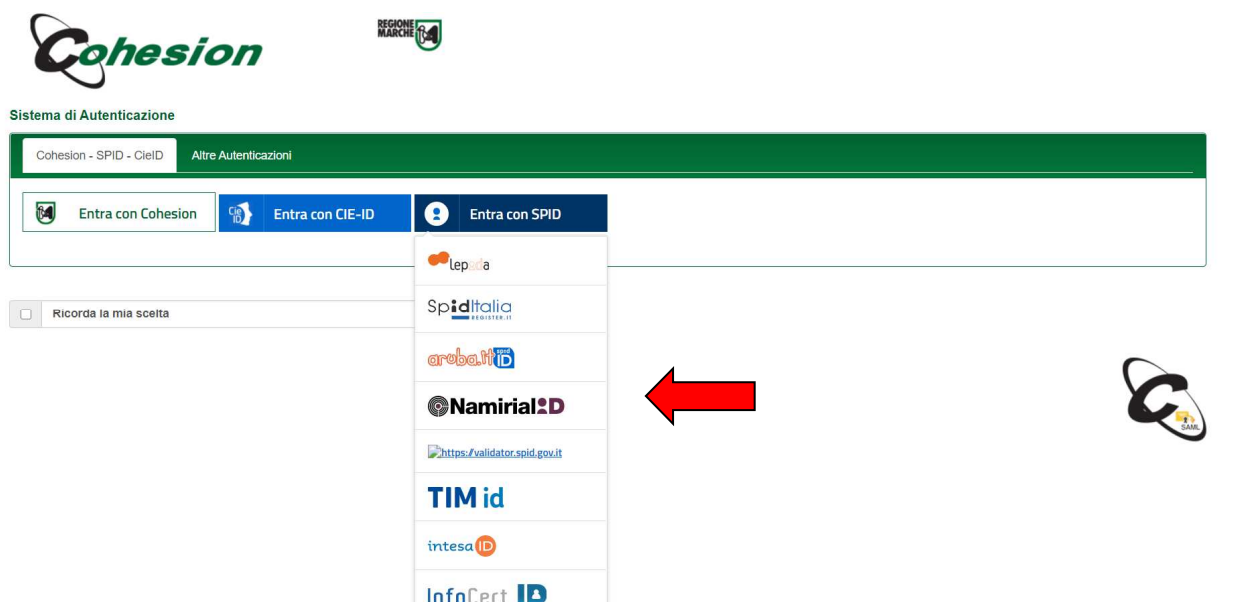 Cohesion
REGIONE
MARCHE
Sistema di Autenticazione
Cohesion - SPID - CieID
Altre Autenticazioni
Entra con Cohesion
Entra con CIE-ID
Entra con SPID
lepida
SpidItalia
REGISTER.IT
aruba.it spid ID
NamirialID
https://validator.spid.gov.it
TIM id
intesa ID
InfoCert ID
Ricorda la mia scelta
SAML